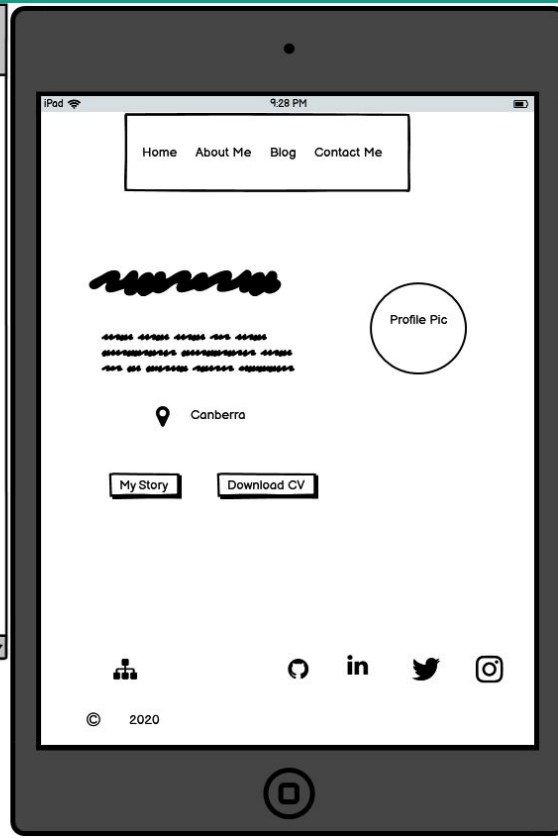 iPad 9:28 PM
Home About Me Blog Contact Me
Profile Pic
Canberra
My Story Download CV
in
© 2020